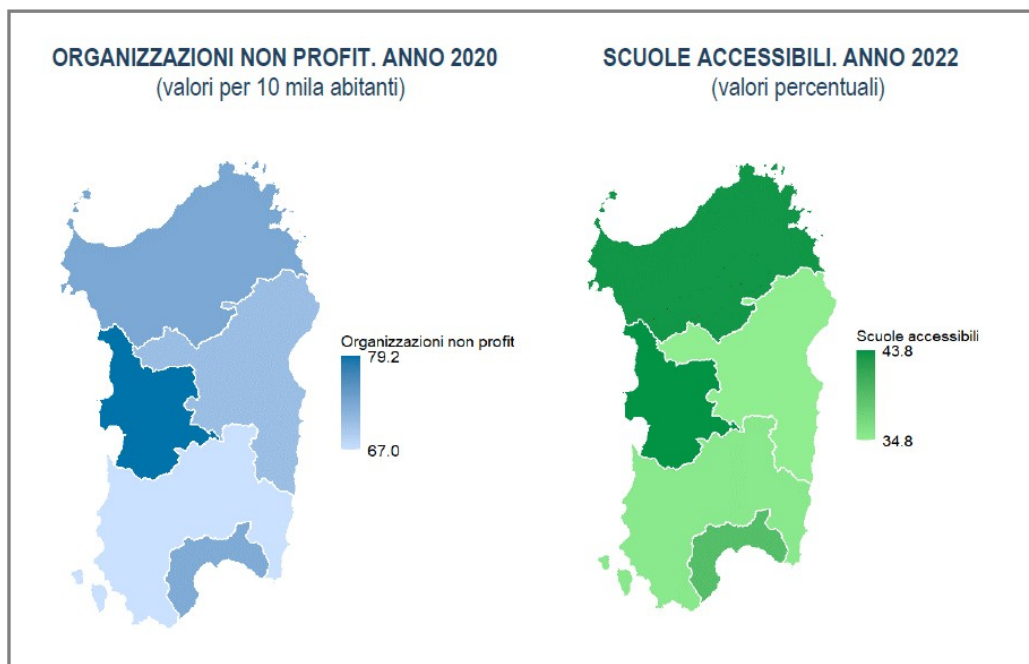 ORGANIZZAZIONI NON PROFIT. ANNO 2020
(valori per 10 mila abitanti)
Organizzazioni non profit
79.2
67.0
SCUOLE ACCESSIBILI. ANNO 2022
(valori percentuali)
Scuole accessibili
43.8
34.8